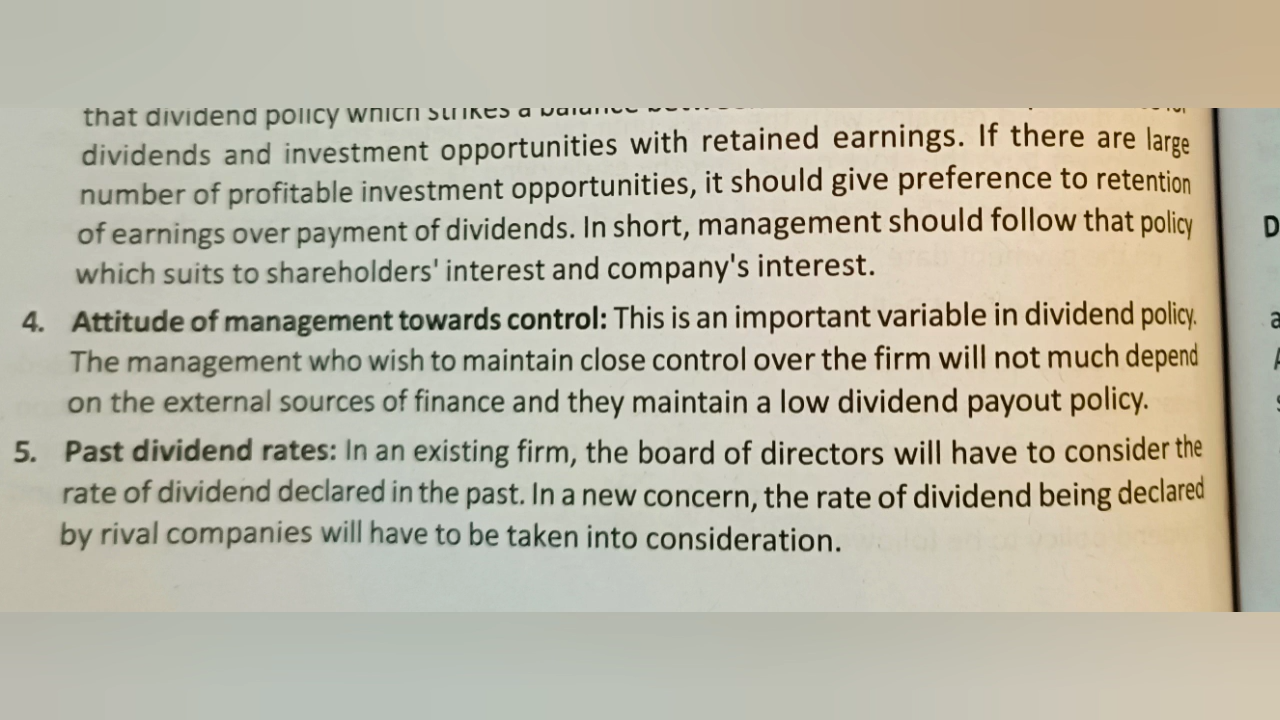 that dividend policy which strikes a balance
dividends and investment opportunities with retained earnings. If there are large
number of profitable investment opportunities, it should give preference to retention
of earnings over payment of dividends. In short, management should follow that policy
which suits to shareholders' interest and company's interest.
4. Attitude of management towards control: This is an important variable in dividend policy.
The management who wish to maintain close control over the firm will not much depend
on the external sources of finance and they maintain a low dividend payout policy.
5. Past dividend rates: In an existing firm, the board of directors will have to consider the
rate of dividend declared in the past. In a new concern, the rate of dividend being declared
by rival companies will have to be taken into consideration.
D